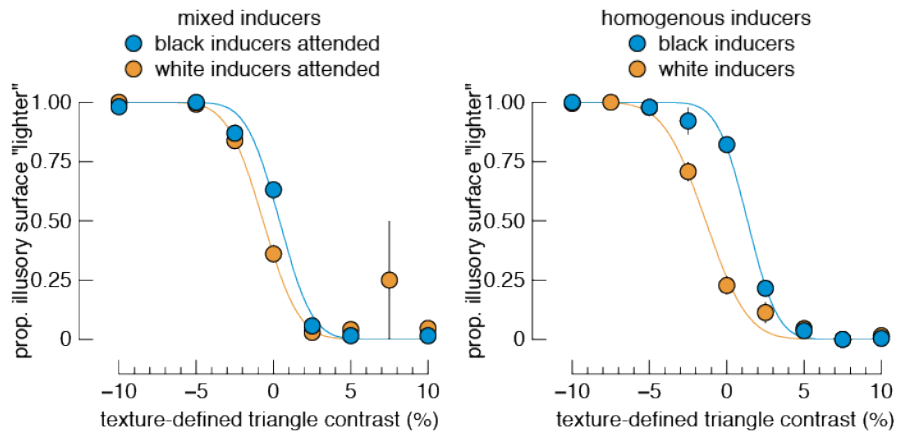 mixed inducers
black inducers attended
white inducers attended
prop. illusory surface "lighter"
1.00
0.75
0.50
0.25
0
−10
−5
0
5
10
texture-defined triangle contrast (%)
homogenous inducers
black inducers
white inducers
prop. illusory surface "lighter"
1.00
0.75
0.50
0.25
0
−10
−5
0
5
10
texture-defined triangle contrast (%)